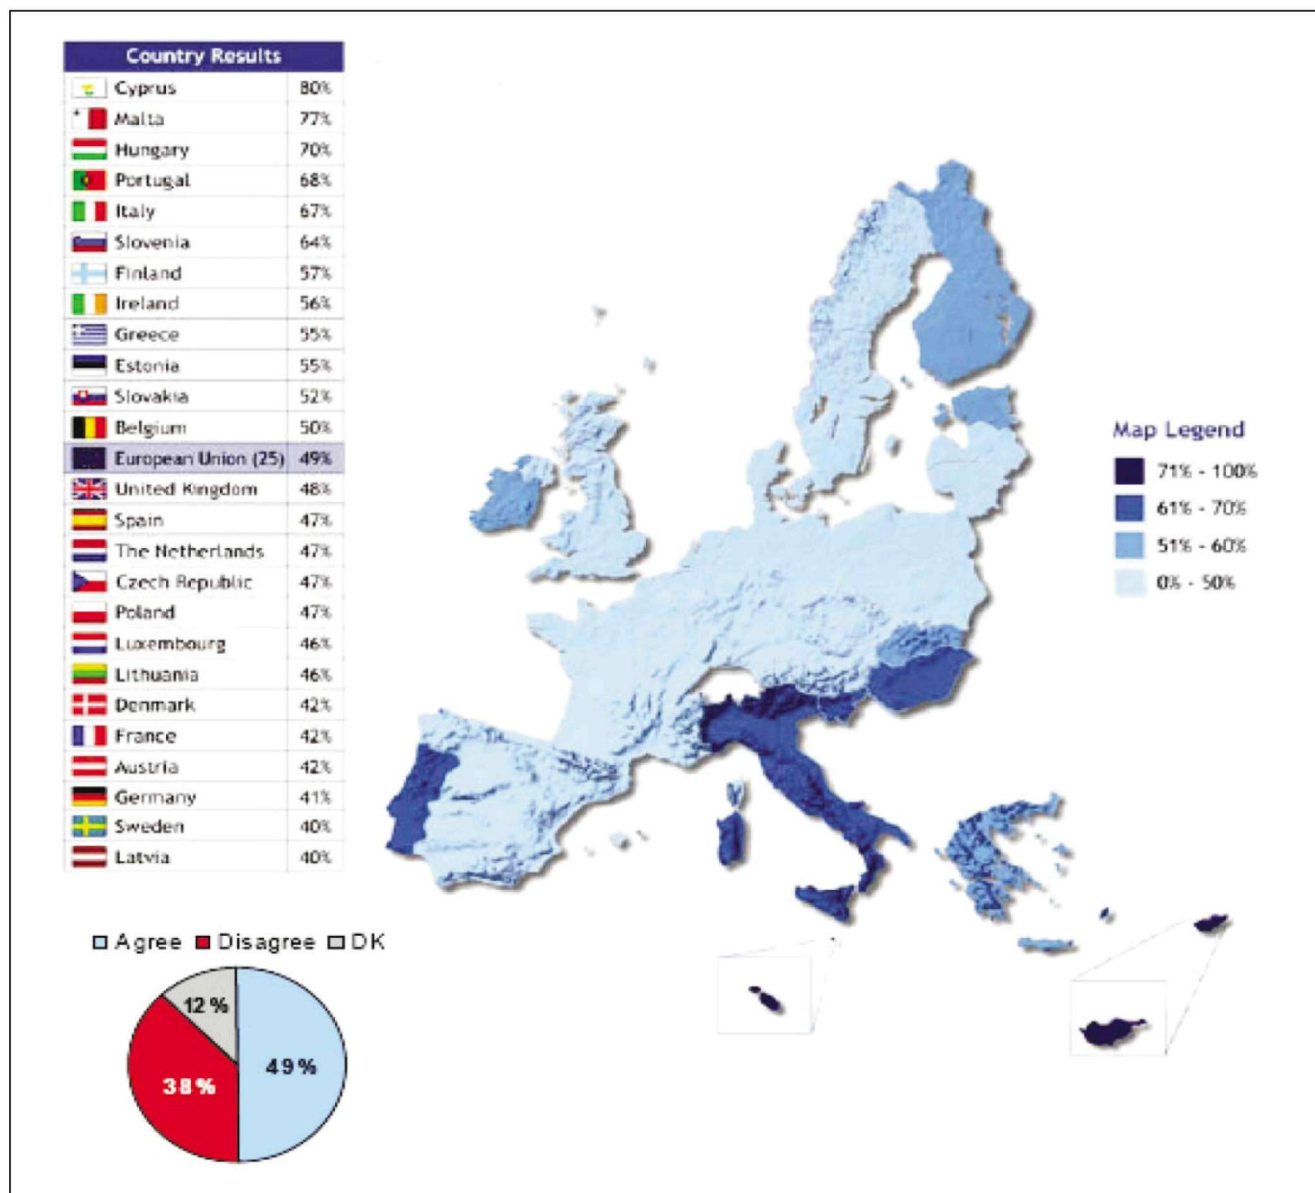 Country Results
Cyprus 80%
Malta 77%
Hungary 70%
Portugal 68%
Italy 67%
Slovenia 64%
Finland 57%
Ireland 56%
Greece 55%
Estonia 55%
Slovakia 52%
Belgium 50%
European Union (25) 49%
United Kingdom 48%
Spain 47%
The Netherlands 47%
Czech Republic 47%
Poland 47%
Luxembourg 46%
Lithuania 46%
Denmark 42%
France 42%
Austria 42%
Germany 41%
Sweden 40%
Latvia 40%
Map Legend
71% - 100%
61% - 70%
51% - 60%
0% - 50%
Agree Disagree DK
12%
49%
38%